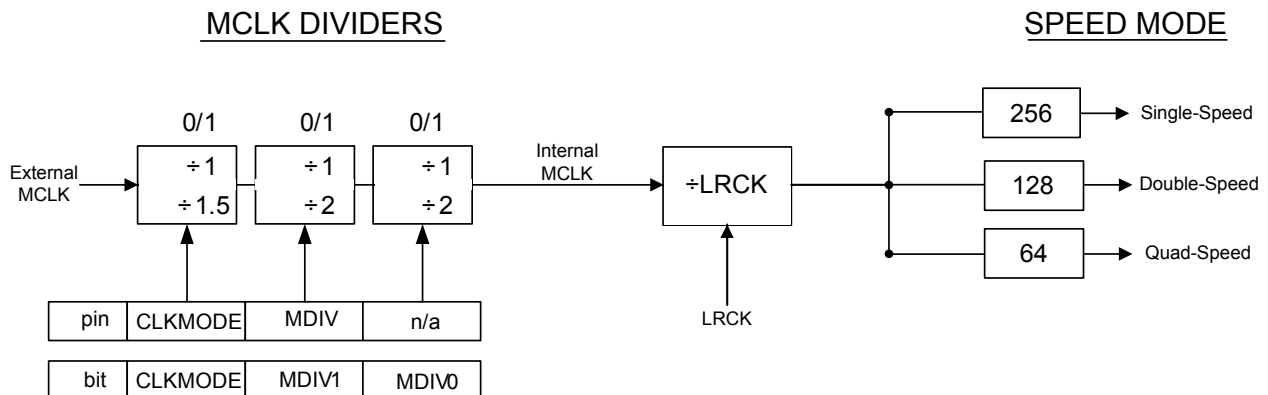 MCLK DIVIDERS
SPEED MODE
0/1 0/1 0/1
External
MCLK
÷1
÷1.5
÷1
÷2
÷1
÷2
Internal
MCLK
÷LRCK
LRCK
256
Single-Speed
128
Double-Speed
64
Quad-Speed
pin CLKMODE MDIV n/a
bit CLKMODE MDIV1 MDIV0